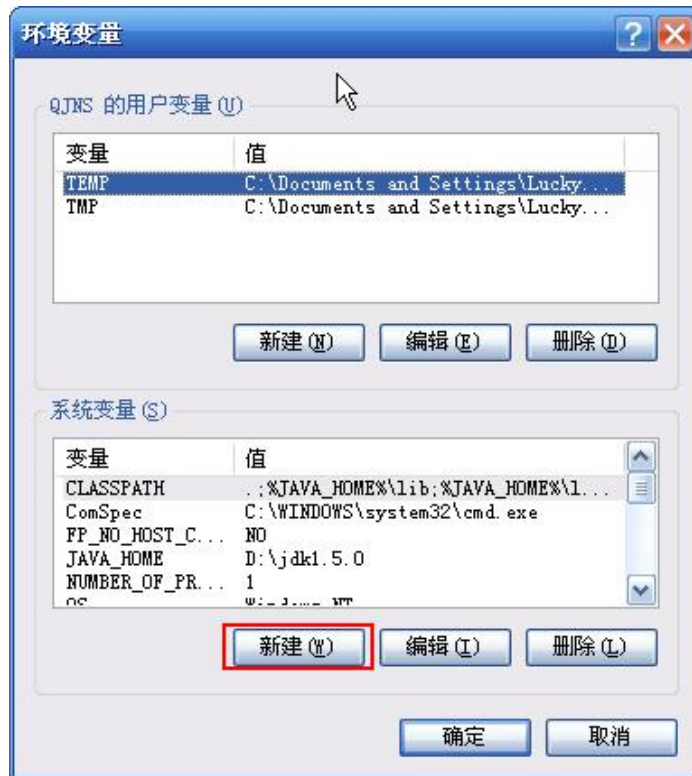 环境变量
QJNS 的用户变量(U)
变量 值
TEMP C:\Documents and Settings\Lucky...
TMP C:\Documents and Settings\Lucky...
新建(N) 编辑(E) 删除(D)
系统变量(S)
变量 值
CLASSPATH .;%JAVA_HOME%\lib;%JAVA_HOME%\l...
ComSpec C:\WINDOWS\system32\cmd.exe
FP_NO_HOST_C... NO
JAVA_HOME D:\jdk1.5.0
NUMBER_OF_PR... 1
OS Windows_NT
新建(W) 编辑(I) 删除(L)
确定 取消